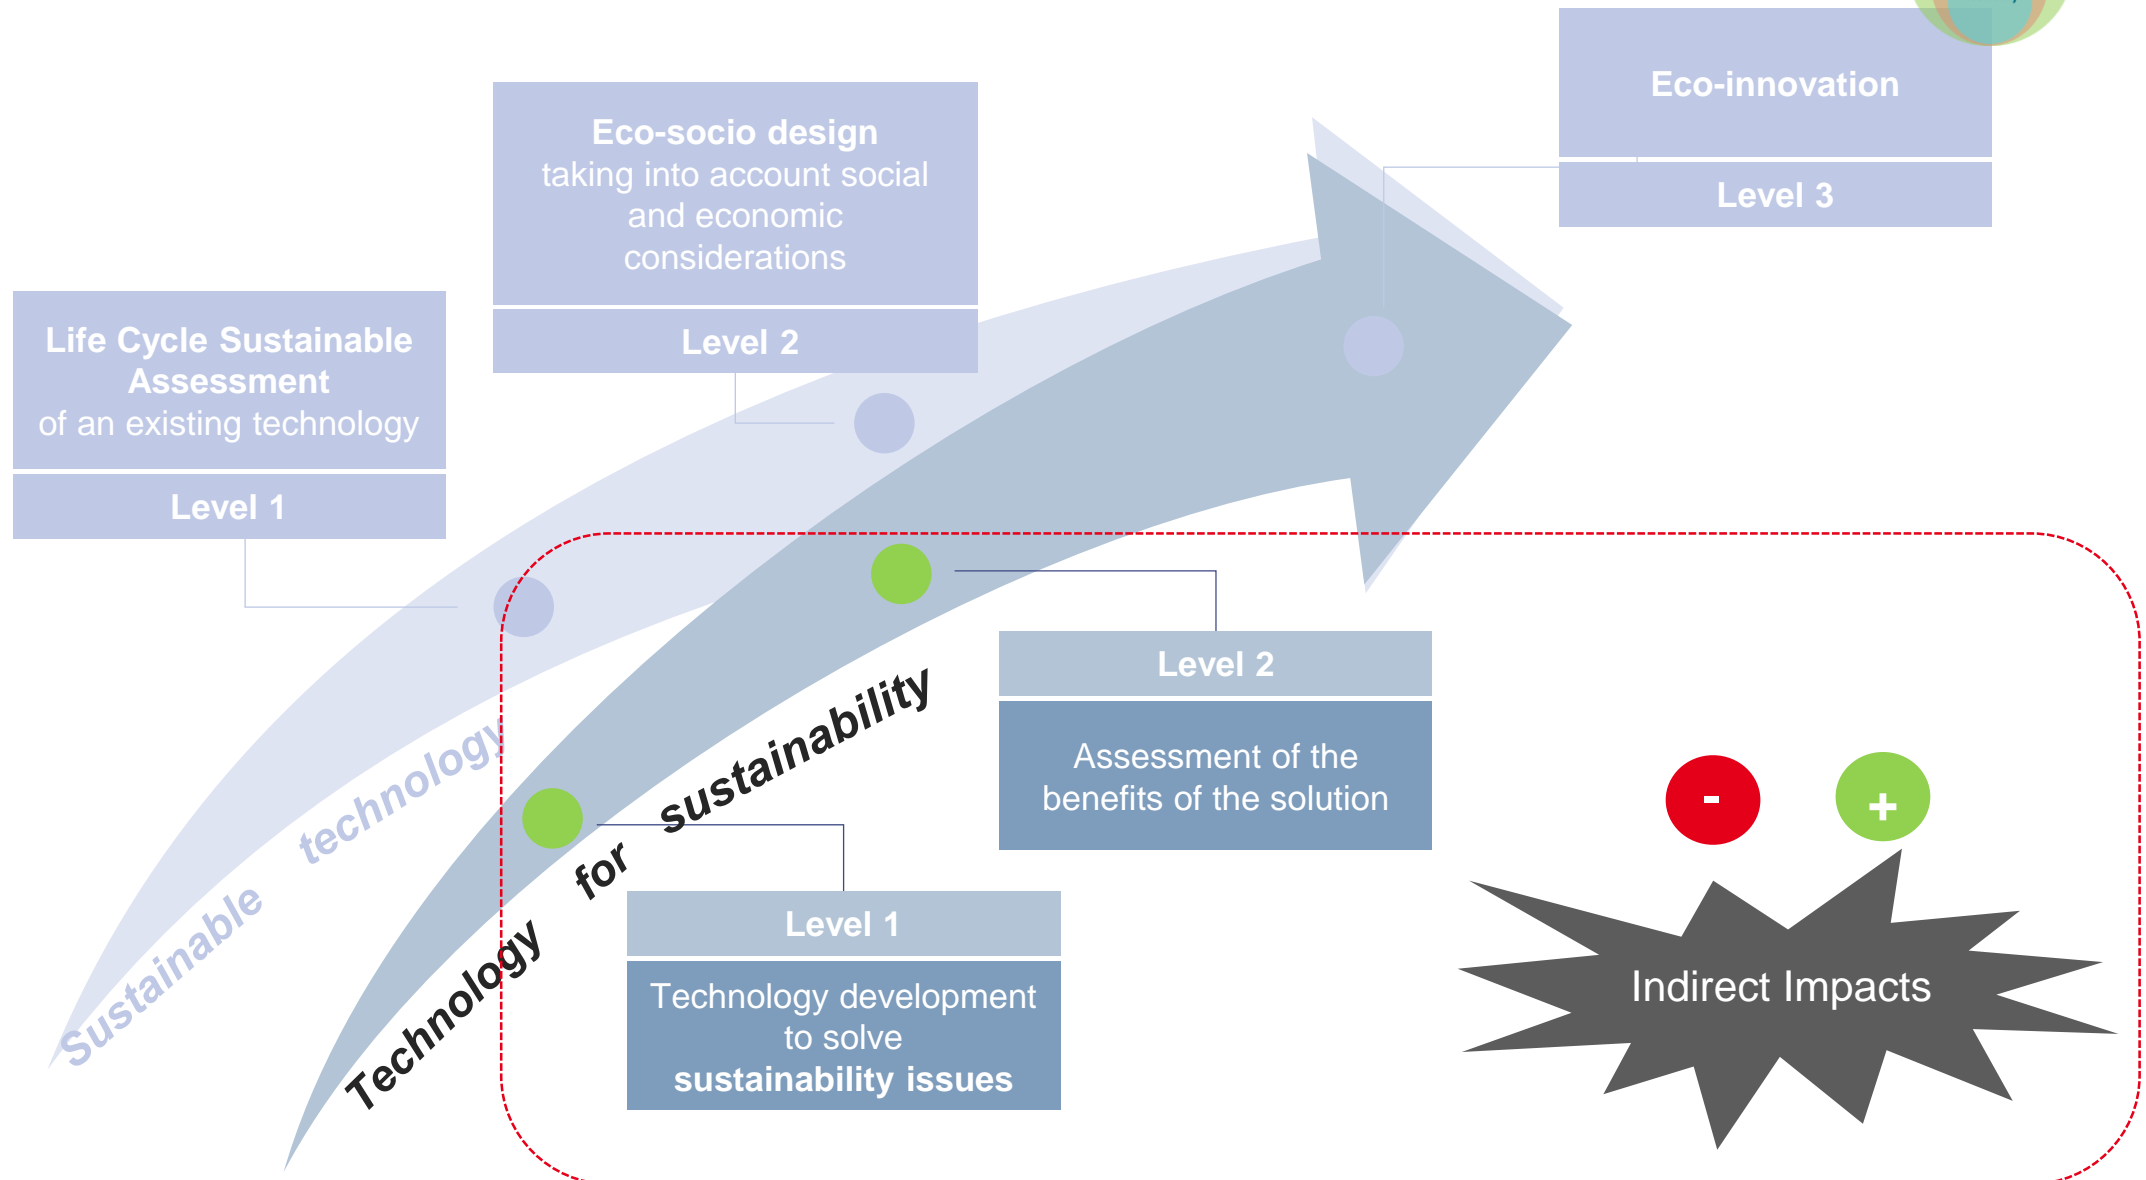 Eco-innovation
Level 3
Eco-socio design
taking into account social
and economic
considerations
Level 2
Life Cycle Sustainable
Assessment
of an existing technology
Level 1
Sustainable technology
Technology for sustainability
Level 2
Assessment of the
benefits of the solution
Level 1
Technology development
to solve
sustainability issues
-
+
Indirect Impacts